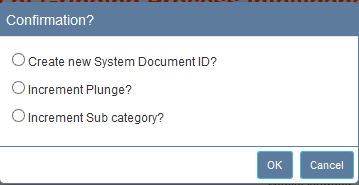 Confirmation?
Create new System Document ID?
Increment Plunge?
Increment Sub category?
OK Cancel